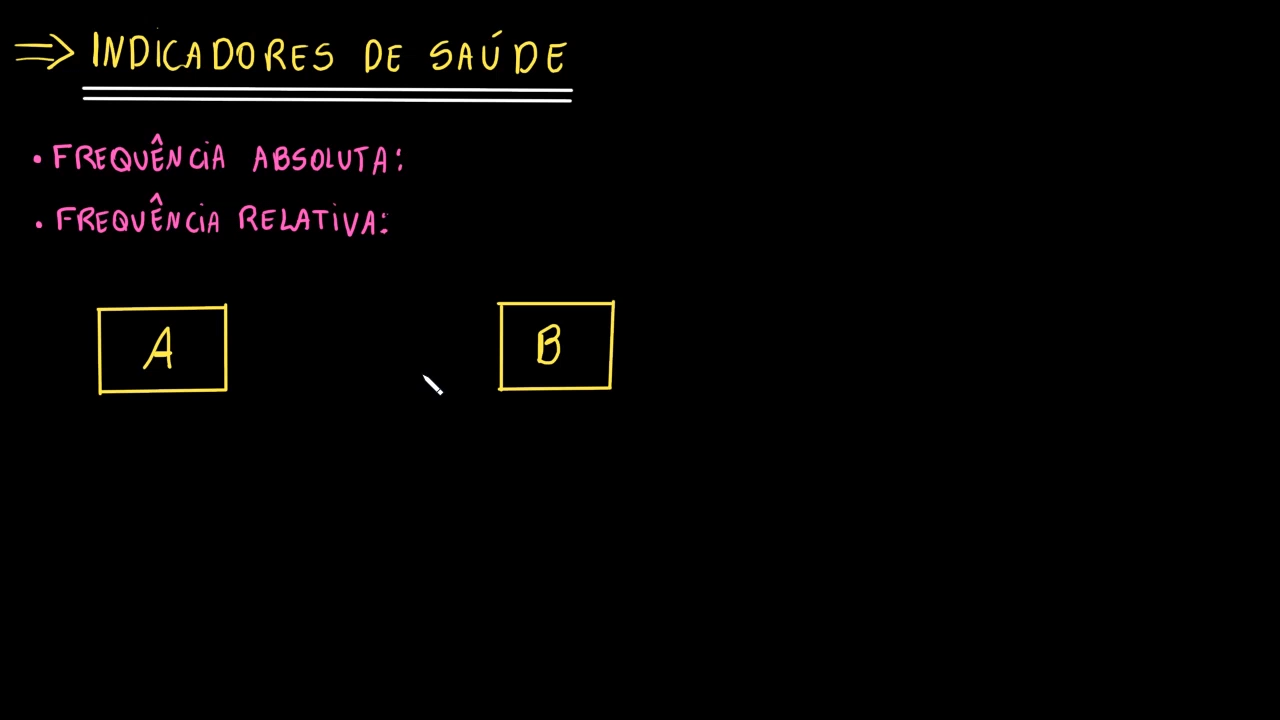 ⇒ INDICADORES DE SAÚDE
• FREQUÊNCIA ABSOLUTA:
• FREQUÊNCIA RELATIVA:
A B